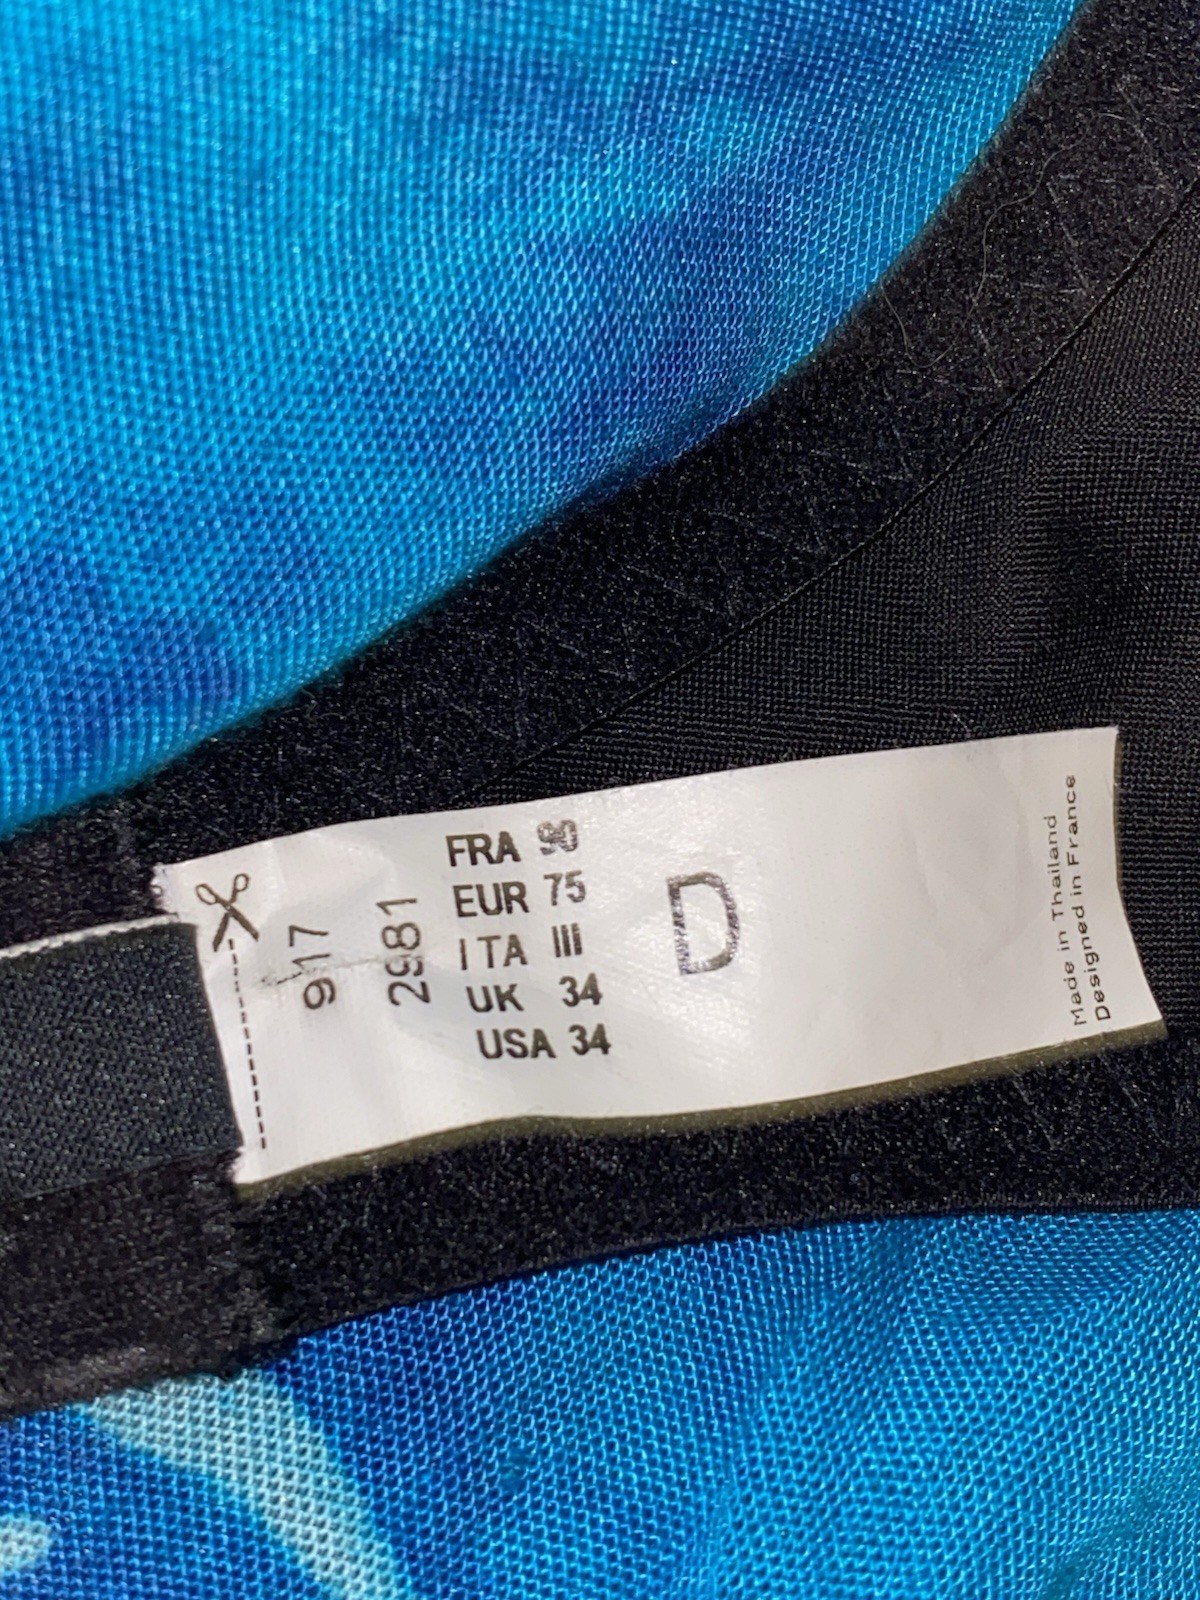 917
2981
FRA 90
EUR 75
ITA III
UK 34
USA 34
D
Made in Thailand
Designed in France